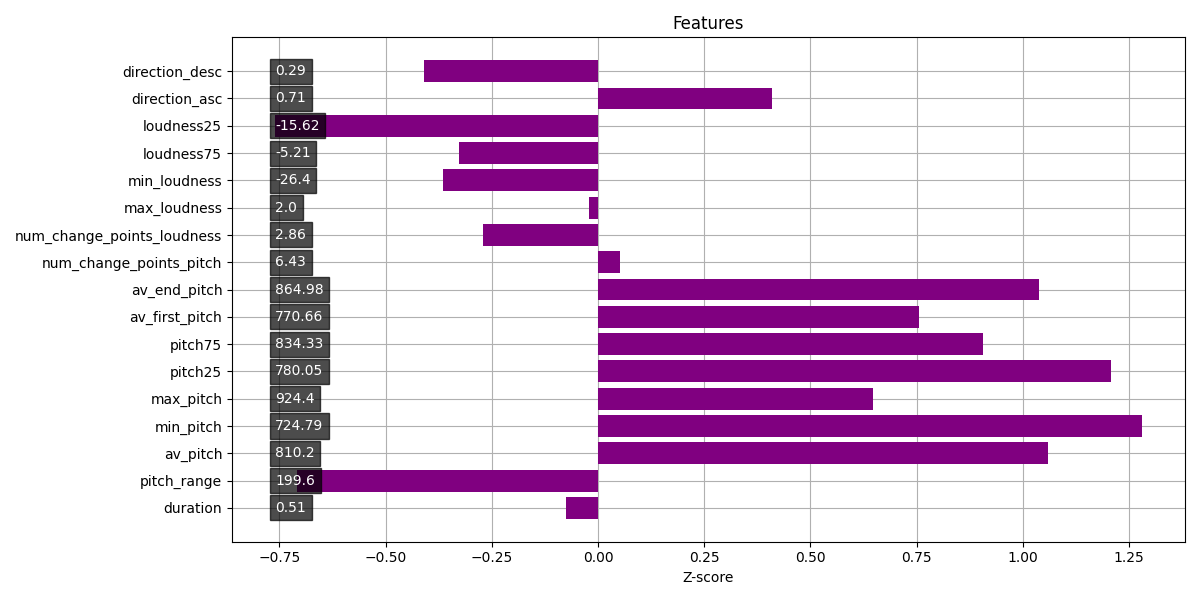 Features
direction_desc 0.29
direction_asc 0.71
loudness25 -15.62
loudness75 -5.21
min_loudness -26.4
max_loudness 2.0
num_change_points_loudness 2.86
num_change_points_pitch 6.43
av_end_pitch 864.98
av_first_pitch 770.66
pitch75 834.33
pitch25 780.05
max_pitch 924.4
min_pitch 724.79
av_pitch 810.2
pitch_range 199.6
duration 0.51
−0.75 −0.50 −0.25 0.00 0.25 0.50 0.75 1.00 1.25
Z-score